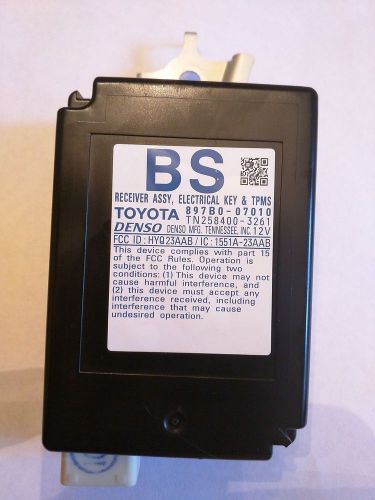 BS
RECEIVER ASSY, ELECTRICAL KEY & TPMS
TOYOTA 897B0-07010
DENSO TN258400-3261
DENSO MFG. TENNESSEE, INC. 12V
FCC ID : HYQ23AAB / IC : 1551A-23AAB
This device complies with part 15
of the FCC Rules. Operation is
subject to the following two
conditions: (1) This device may not
cause harmful interference, and
(2) this device must accept any
interference received, including
interference that may cause
undesired operation.